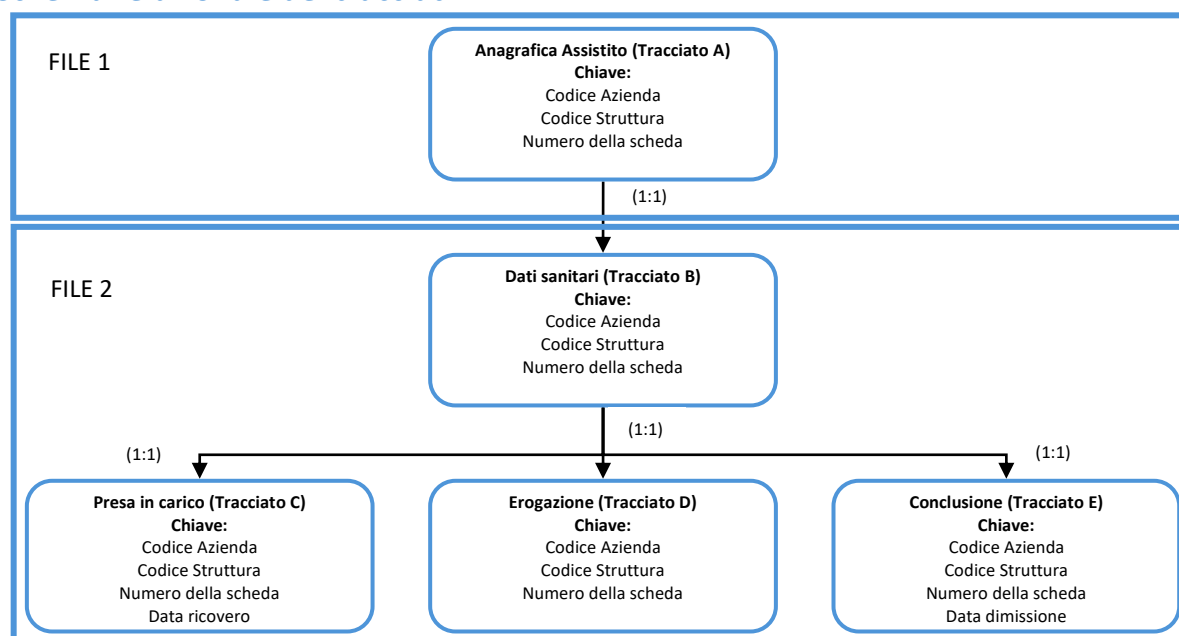 FILE 1
Anagrafica Assistito (Tracciato A)
Chiave:
Codice Azienda
Codice Struttura
Numero della scheda
(1:1)
FILE 2
Dati sanitari (Tracciato B)
Chiave:
Codice Azienda
Codice Struttura
Numero della scheda
(1:1)
(1:1)
(1:1)
Presa in carico (Tracciato C)
Chiave:
Codice Azienda
Codice Struttura
Numero della scheda
Data ricovero
Erogazione (Tracciato D)
Chiave:
Codice Azienda
Codice Struttura
Numero della scheda
Conclusione (Tracciato E)
Chiave:
Codice Azienda
Codice Struttura
Numero della scheda
Data dimissione